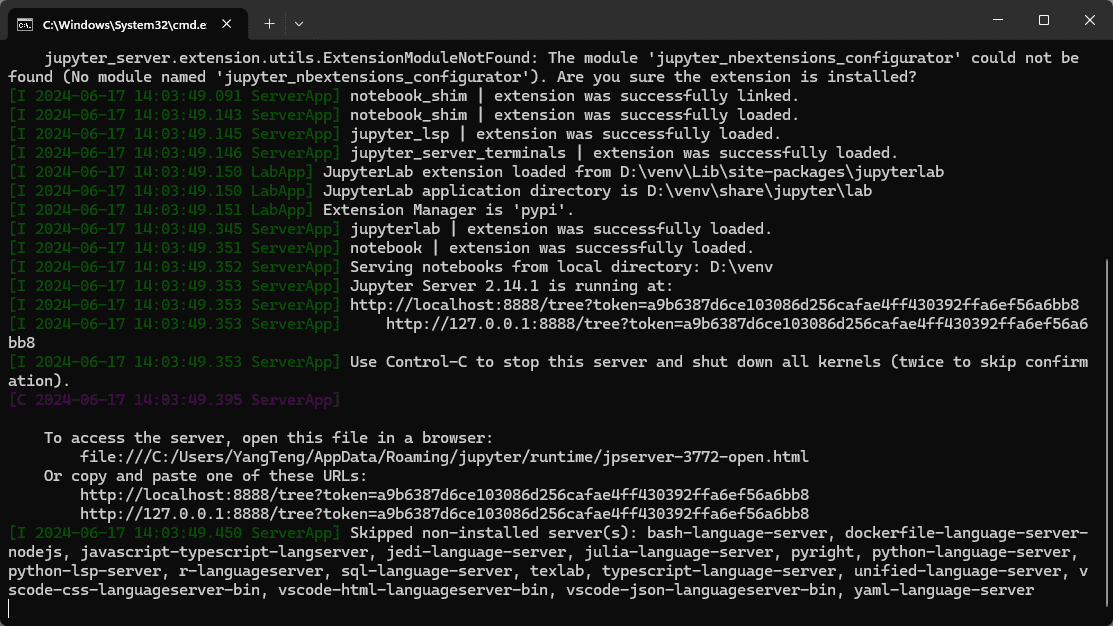 C:\Windows\System32\cmd.e
jupyter_server.extension.utils.ExtensionModuleNotFound: The module 'jupyter_nbextensions_configurator' could not be
found (No module named 'jupyter_nbextensions_configurator'). Are you sure the extension is installed?
[I 2024-06-17 14:03:49.091 ServerApp] notebook_shim | extension was successfully linked.
[I 2024-06-17 14:03:49.143 ServerApp] notebook_shim | extension was successfully loaded.
[I 2024-06-17 14:03:49.145 ServerApp] jupyter_lsp | extension was successfully loaded.
[I 2024-06-17 14:03:49.146 ServerApp] jupyter_server_terminals | extension was successfully loaded.
[I 2024-06-17 14:03:49.150 LabApp] JupyterLab extension loaded from D:\venv\Lib\site-packages\jupyterlab
[I 2024-06-17 14:03:49.150 LabApp] JupyterLab application directory is D:\venv\share\jupyter\lab
[I 2024-06-17 14:03:49.151 LabApp] Extension Manager is 'pypi'.
[I 2024-06-17 14:03:49.345 ServerApp] jupyterlab | extension was successfully loaded.
[I 2024-06-17 14:03:49.351 ServerApp] notebook | extension was successfully loaded.
[I 2024-06-17 14:03:49.352 ServerApp] Serving notebooks from local directory: D:\venv
[I 2024-06-17 14:03:49.353 ServerApp] Jupyter Server 2.14.1 is running at:
[I 2024-06-17 14:03:49.353 ServerApp] http://localhost:8888/tree?token=a9b6387d6ce103086d256cafae4ff430392ffa6ef56a6bb8
[I 2024-06-17 14:03:49.353 ServerApp]     http://127.0.0.1:8888/tree?token=a9b6387d6ce103086d256cafae4ff430392ffa6ef56a6
bb8
[I 2024-06-17 14:03:49.353 ServerApp] Use Control-C to stop this server and shut down all kernels (twice to skip confirm
ation).
[C 2024-06-17 14:03:49.395 ServerApp]
To access the server, open this file in a browser:
file:///C:/Users/YangTeng/AppData/Roaming/jupyter/runtime/jpserver-3772-open.html
Or copy and paste one of these URLs:
http://localhost:8888/tree?token=a9b6387d6ce103086d256cafae4ff430392ffa6ef56a6bb8
http://127.0.0.1:8888/tree?token=a9b6387d6ce103086d256cafae4ff430392ffa6ef56a6bb8
[I 2024-06-17 14:03:49.450 ServerApp] Skipped non-installed server(s): bash-language-server, dockerfile-language-server-
nodejs, javascript-typescript-langserver, jedi-language-server, julia-language-server, pyright, python-language-server,
python-lsp-server, r-languageserver, sql-language-server, texlab, typescript-language-server, unified-language-server, v
scode-css-languageserver-bin, vscode-html-languageserver-bin, vscode-json-languageserver-bin, yaml-language-server